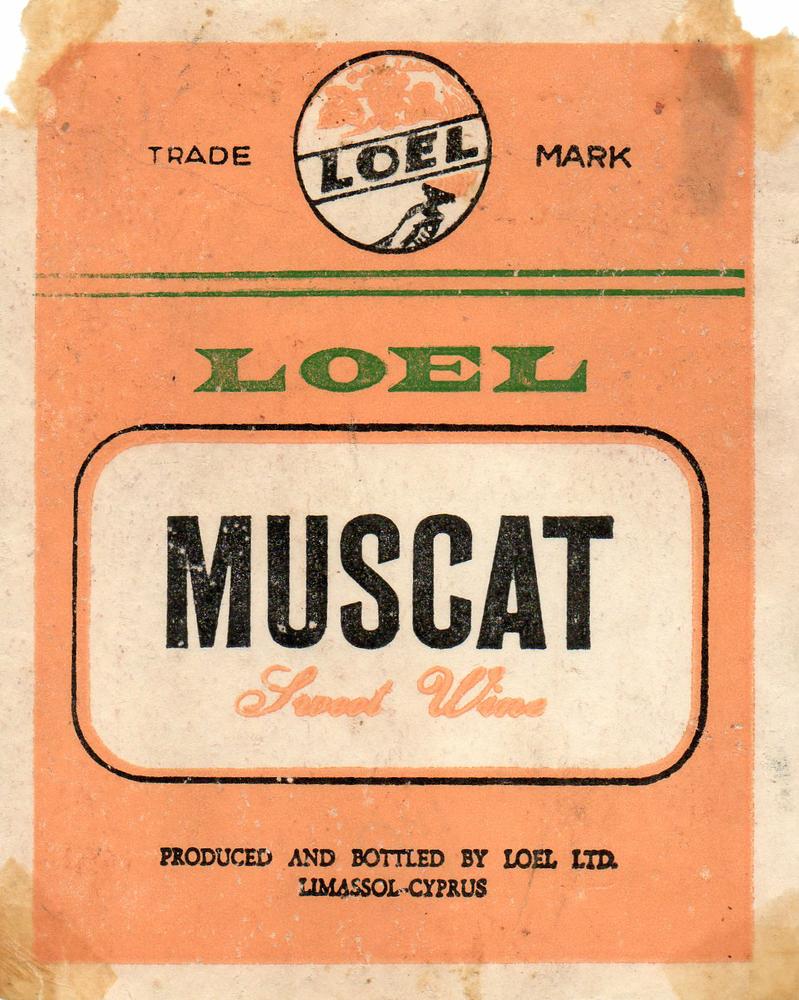 TRADE LOEL MARK
LOEL
MUSCAT
Sweet Wine
PRODUCED AND BOTTLED BY LOEL LTD.
LIMASSOL-CYPRUS